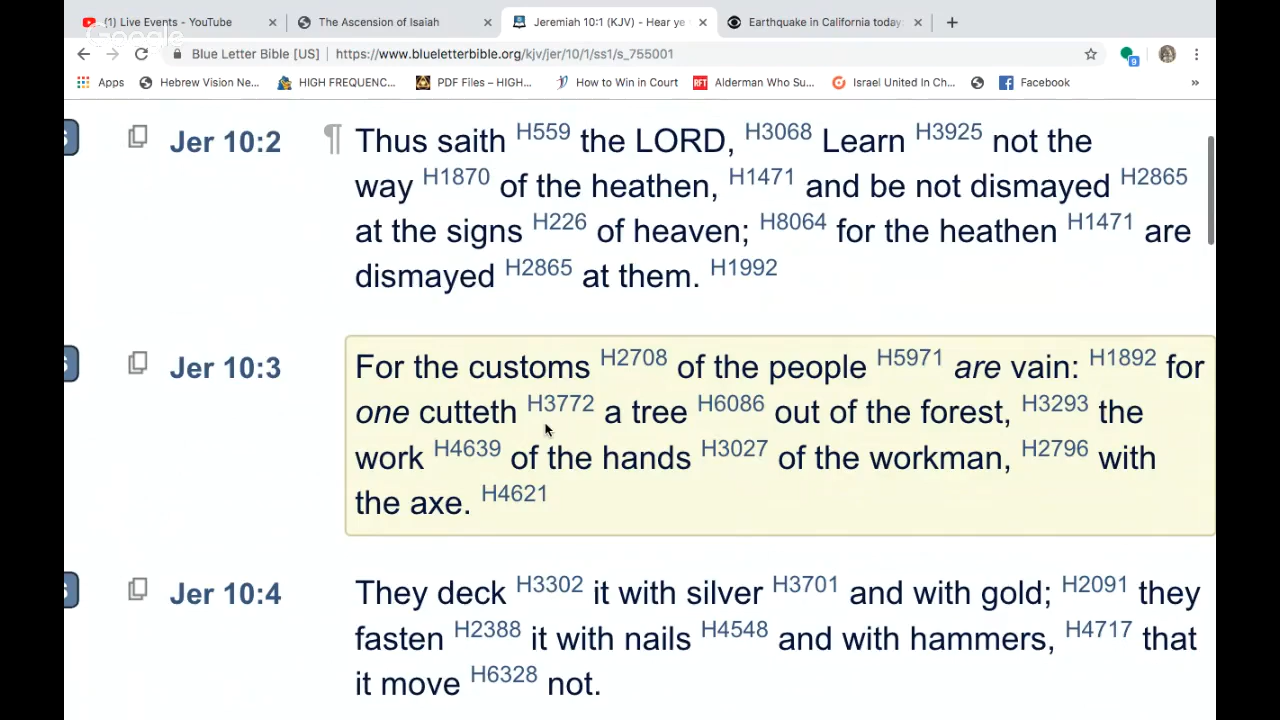 (1) Live Events - YouTube
The Ascension of Isaiah
Jeremiah 10:1 (KJV) - Hear ye
Earthquake in California today:
Google
Blue Letter Bible [US] https://www.blueletterbible.org/kjv/jer/10/1/ss1/s_755001
9
Apps Hebrew Vision Ne... HIGH FREQUENC... PDF Files – HIGH... How to Win in Court RFT Alderman Who Su... Israel United In Ch... Facebook »
Jer 10:2 ¶ Thus saith H559 the LORD, H3068 Learn H3925 not the
way H1870 of the heathen, H1471 and be not dismayed H2865
at the signs H226 of heaven; H8064 for the heathen H1471 are
dismayed H2865 at them. H1992
Jer 10:3 For the customs H2708 of the people H5971 are vain: H1892 for
one cutteth H3772 a tree H6086 out of the forest, H3293 the
work H4639 of the hands H3027 of the workman, H2796 with
the axe. H4621
Jer 10:4 They deck H3302 it with silver H3701 and with gold; H2091 they
fasten H2388 it with nails H4548 and with hammers, H4717 that
it move H6328 not.